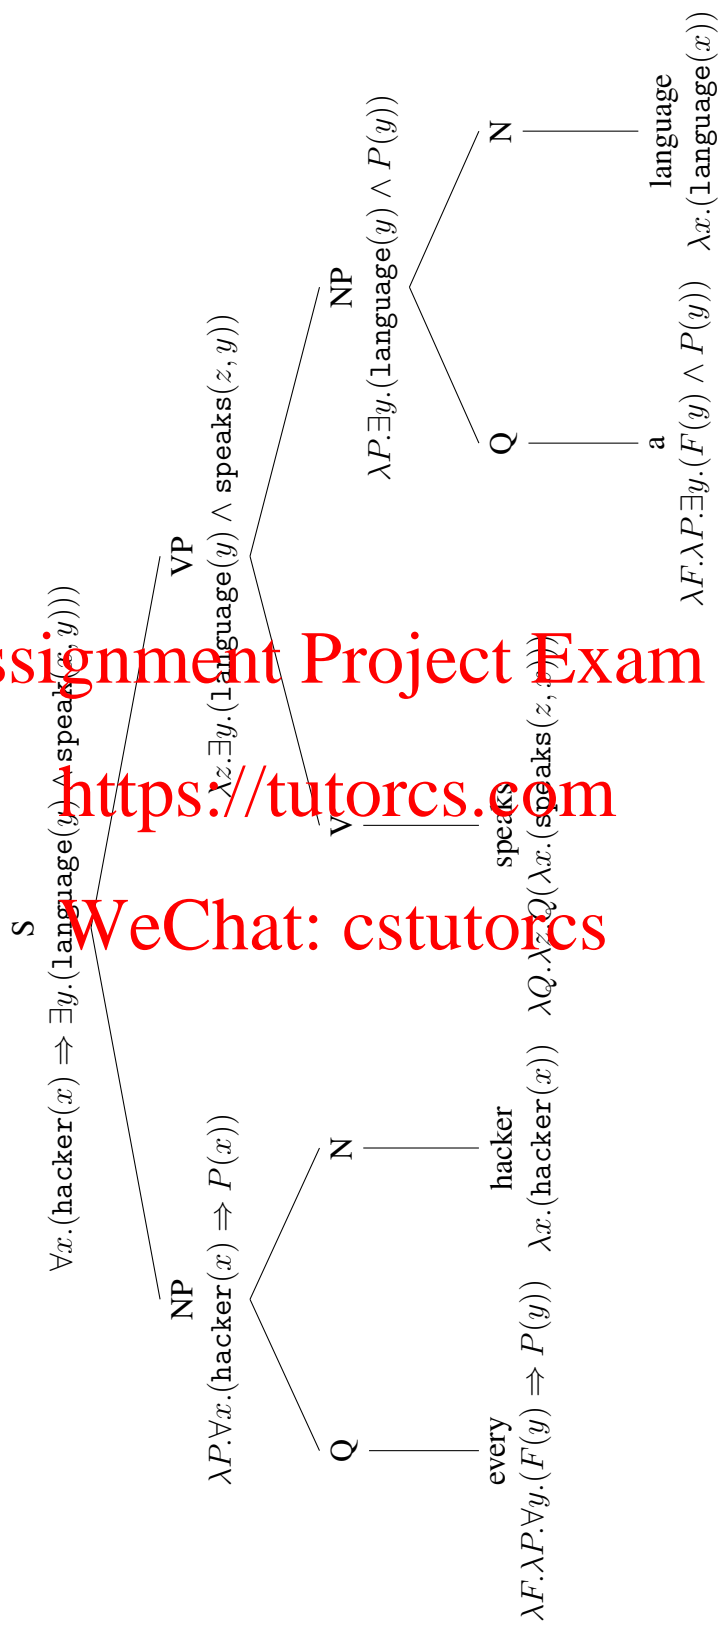 S
∀x.(hacker(x) ⇒ ∃y.(language(y) ∧ speak(x, y)))
NP
λP.∀x.(hacker(x) ⇒ P(x))
VP
λz.∃y.(language(y) ∧ speaks(z, y))
Q
N
V
NP
λP.∃y.(language(y) ∧ P(y))
every
λF.λP.∀y.(F(y) ⇒ P(y))
hacker
λx.(hacker(x))
speaks
λQ.λz.Q(λx.(speaks(z, x)))
Q
N
a
λF.λP.∃y.(F(y) ∧ P(y))
language
λx.(language(x))
ssignment Project Exam
https://tutorcs.com
WeChat: cstutorcs